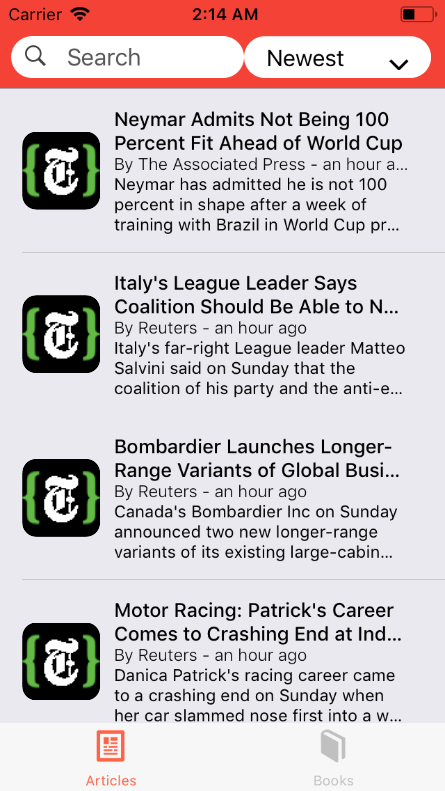 Carrier 2:14 AM
Search Newest
Neymar Admits Not Being 100
Percent Fit Ahead of World Cup
By The Associated Press - an hour a...
Neymar has admitted he is not 100
percent in shape after a week of
training with Brazil in World Cup pr...
Italy's League Leader Says
Coalition Should Be Able to N...
By Reuters - an hour ago
Italy's far-right League leader Matteo
Salvini said on Sunday that the
coalition of his party and the anti-e...
Bombardier Launches Longer-
Range Variants of Global Busi...
By Reuters - an hour ago
Canada's Bombardier Inc on Sunday
announced two new longer-range
variants of its existing large-cabin...
Motor Racing: Patrick's Career
Comes to Crashing End at Ind...
By Reuters - an hour ago
Danica Patrick's racing career came
to a crashing end on Sunday when
her car slammed nose first into a w...
Articles Books